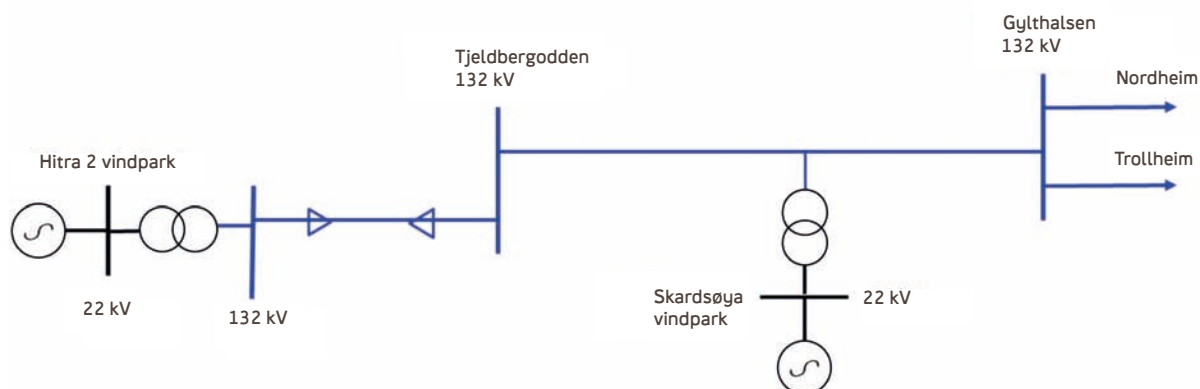 Gylthalsen
132 kV
Nordheim
Tjeldbergodden
132 kV
Trollheim
Hitra 2 vindpark
22 kV
132 kV
Skardsøya
vindpark
22 kV